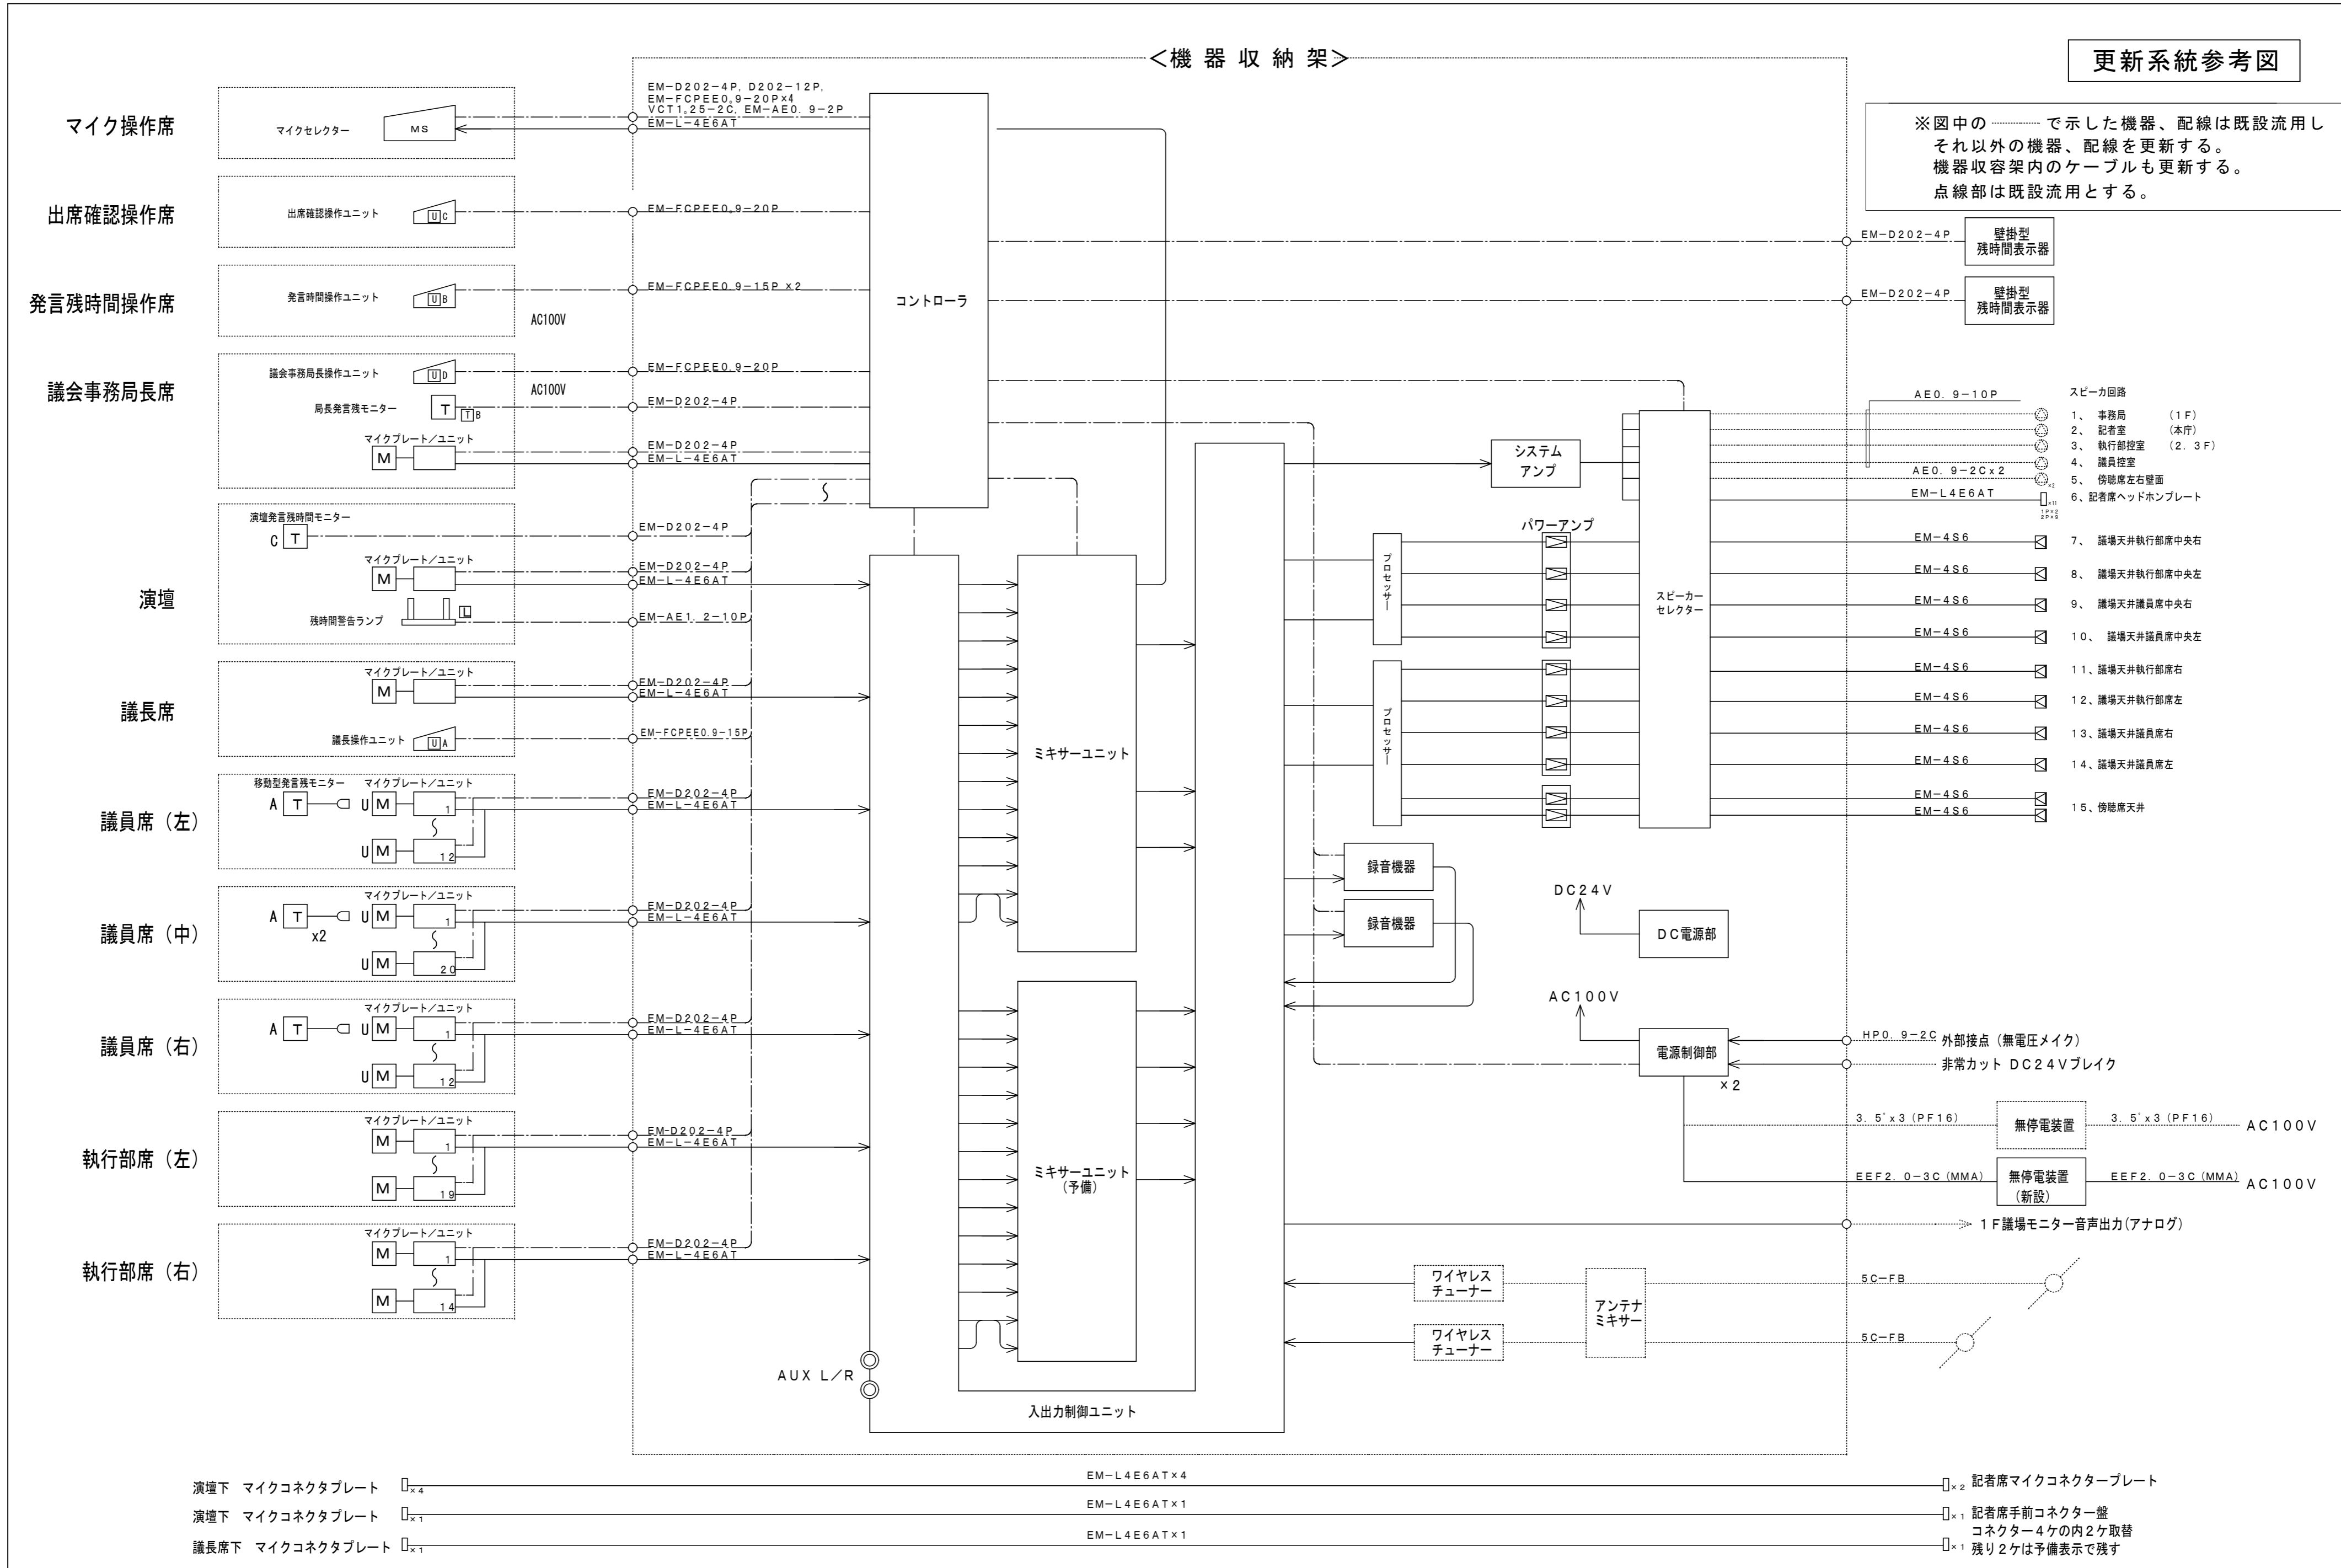 ＜機 器 収 納 架＞
更新系統参考図
※図中の ┈┈┈┈ で示した機器、配線は既設流用し
それ以外の機器、配線を更新する。
機器収容架内のケーブルも更新する。
点線部は既設流用とする。
マイク操作席
マイクセレクター
MS
EM-D202-4P, D202-12P,
EM-FCPEE0.9-20P×4
VCT1.25-2C, EM-AE0.9-2P
EM-L-4E6AT
出席確認操作席
出席確認操作ユニット
U C
EM-FCPEE0.9-20P
発言残時間操作席
発言時間操作ユニット
U B
AC100V
EM-FCPEE0.9-15P ×2
議会事務局長席
議会事務局長操作ユニット
U D
AC100V
EM-FCPEE0.9-20P
局長発言残モニター
T
T B
EM-D202-4P
マイクプレート/ユニット
M
EM-D202-4P
EM-L-4E6AT
演壇
演壇発言残時間モニター
C T
EM-D202-4P
マイクプレート/ユニット
M
EM-D202-4P
EM-L-4E6AT
残時間警告ランプ
L
EM-AE1.2-10P
議長席
マイクプレート/ユニット
M
EM-D202-4P
EM-L-4E6AT
議長操作ユニット
U A
EM-FCPEE0.9-15P
議員席（左）
移動型発言残モニター
マイクプレート/ユニット
A T U M 1
U M 12
EM-D202-4P
EM-L-4E6AT
議員席（中）
マイクプレート/ユニット
A T U M 1
x2
U M 20
EM-D202-4P
EM-L-4E6AT
議員席（右）
マイクプレート/ユニット
A T U M 1
U M 12
EM-D202-4P
EM-L-4E6AT
執行部席（左）
マイクプレート/ユニット
M 1
M 19
EM-D202-4P
EM-L-4E6AT
執行部席（右）
マイクプレート/ユニット
M 1
M 14
EM-D202-4P
EM-L-4E6AT
AUX L／R
コントローラ
ミキサーユニット
ミキサーユニット
(予備)
入出力制御ユニット
EM-D202-4P
壁掛型
残時間表示器
EM-D202-4P
壁掛型
残時間表示器
システム
アンプ
パワーアンプ
プロセッサー
プロセッサー
スピーカー
セレクター
録音機器
録音機器
DC24V
DC電源部
AC100V
電源制御部
×2
AE0.9-10P
スピーカ回路
1、 事務局 (1F)
2、 記者室 (本庁)
3、 執行部控室 (2.3F)
4、 議員控室
AE0.9-2Cx2
×2
5、 傍聴席左右壁面
EM-L4E6AT
×11
1P×2
2P×9
6、記者席ヘッドホンプレート
EM-4S6
7、 議場天井執行部席中央右
EM-4S6
8、 議場天井執行部席中央左
EM-4S6
9、 議場天井議員席中央右
EM-4S6
10、 議場天井議員席中央左
EM-4S6
11、議場天井執行部席右
EM-4S6
12、議場天井執行部席左
EM-4S6
13、議場天井議員席右
EM-4S6
14、議場天井議員席左
EM-4S6
EM-4S6
15、傍聴席天井
HP0.9-2C
外部接点（無電圧メイク）
非常カット DC24Vブレイク
3.5゜x3(PF16)
無停電装置
3.5゜x3(PF16)
AC100V
EEF2.0-3C(MMA)
無停電装置
(新設)
EEF2.0-3C(MMA)
AC100V
1F議場モニター音声出力(アナログ)
ワイヤレス
チューナー
ワイヤレス
チューナー
アンテナ
ミキサー
5C-FB
5C-FB
演壇下 マイクコネクタプレート ×4
EM-L4E6AT×4
×2 記者席マイクコネクタープレート
演壇下 マイクコネクタプレート ×1
EM-L4E6AT×1
×1 記者席手前コネクター盤
コネクター4ケの内2ケ取替
議長席下 マイクコネクタプレート ×1
EM-L4E6AT×1
×1 残り2ケは予備表示で残す